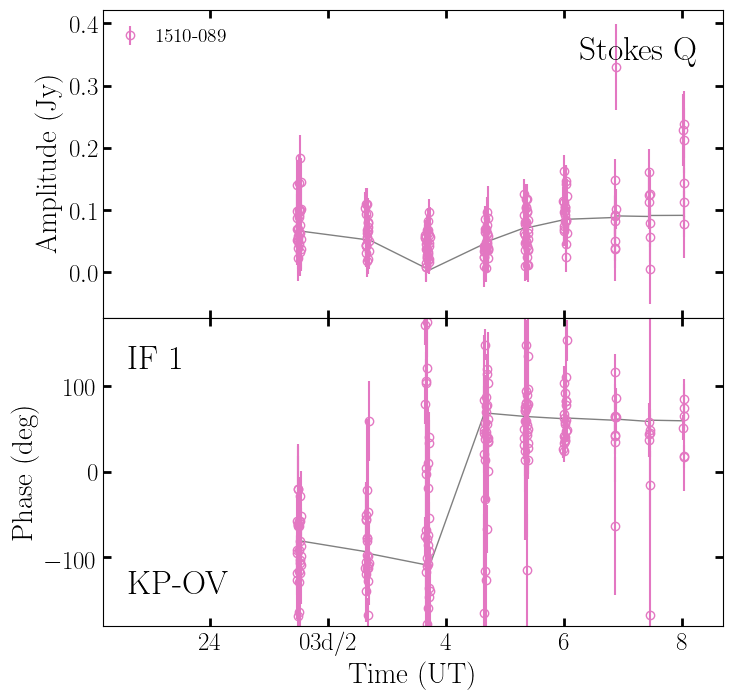 1510-089
Stokes Q
Amplitude (Jy)
0.4
0.3
0.2
0.1
0.0
IF 1
KP-OV
Phase (deg)
100
0
−100
24
03d/2
4
6
8
Time (UT)